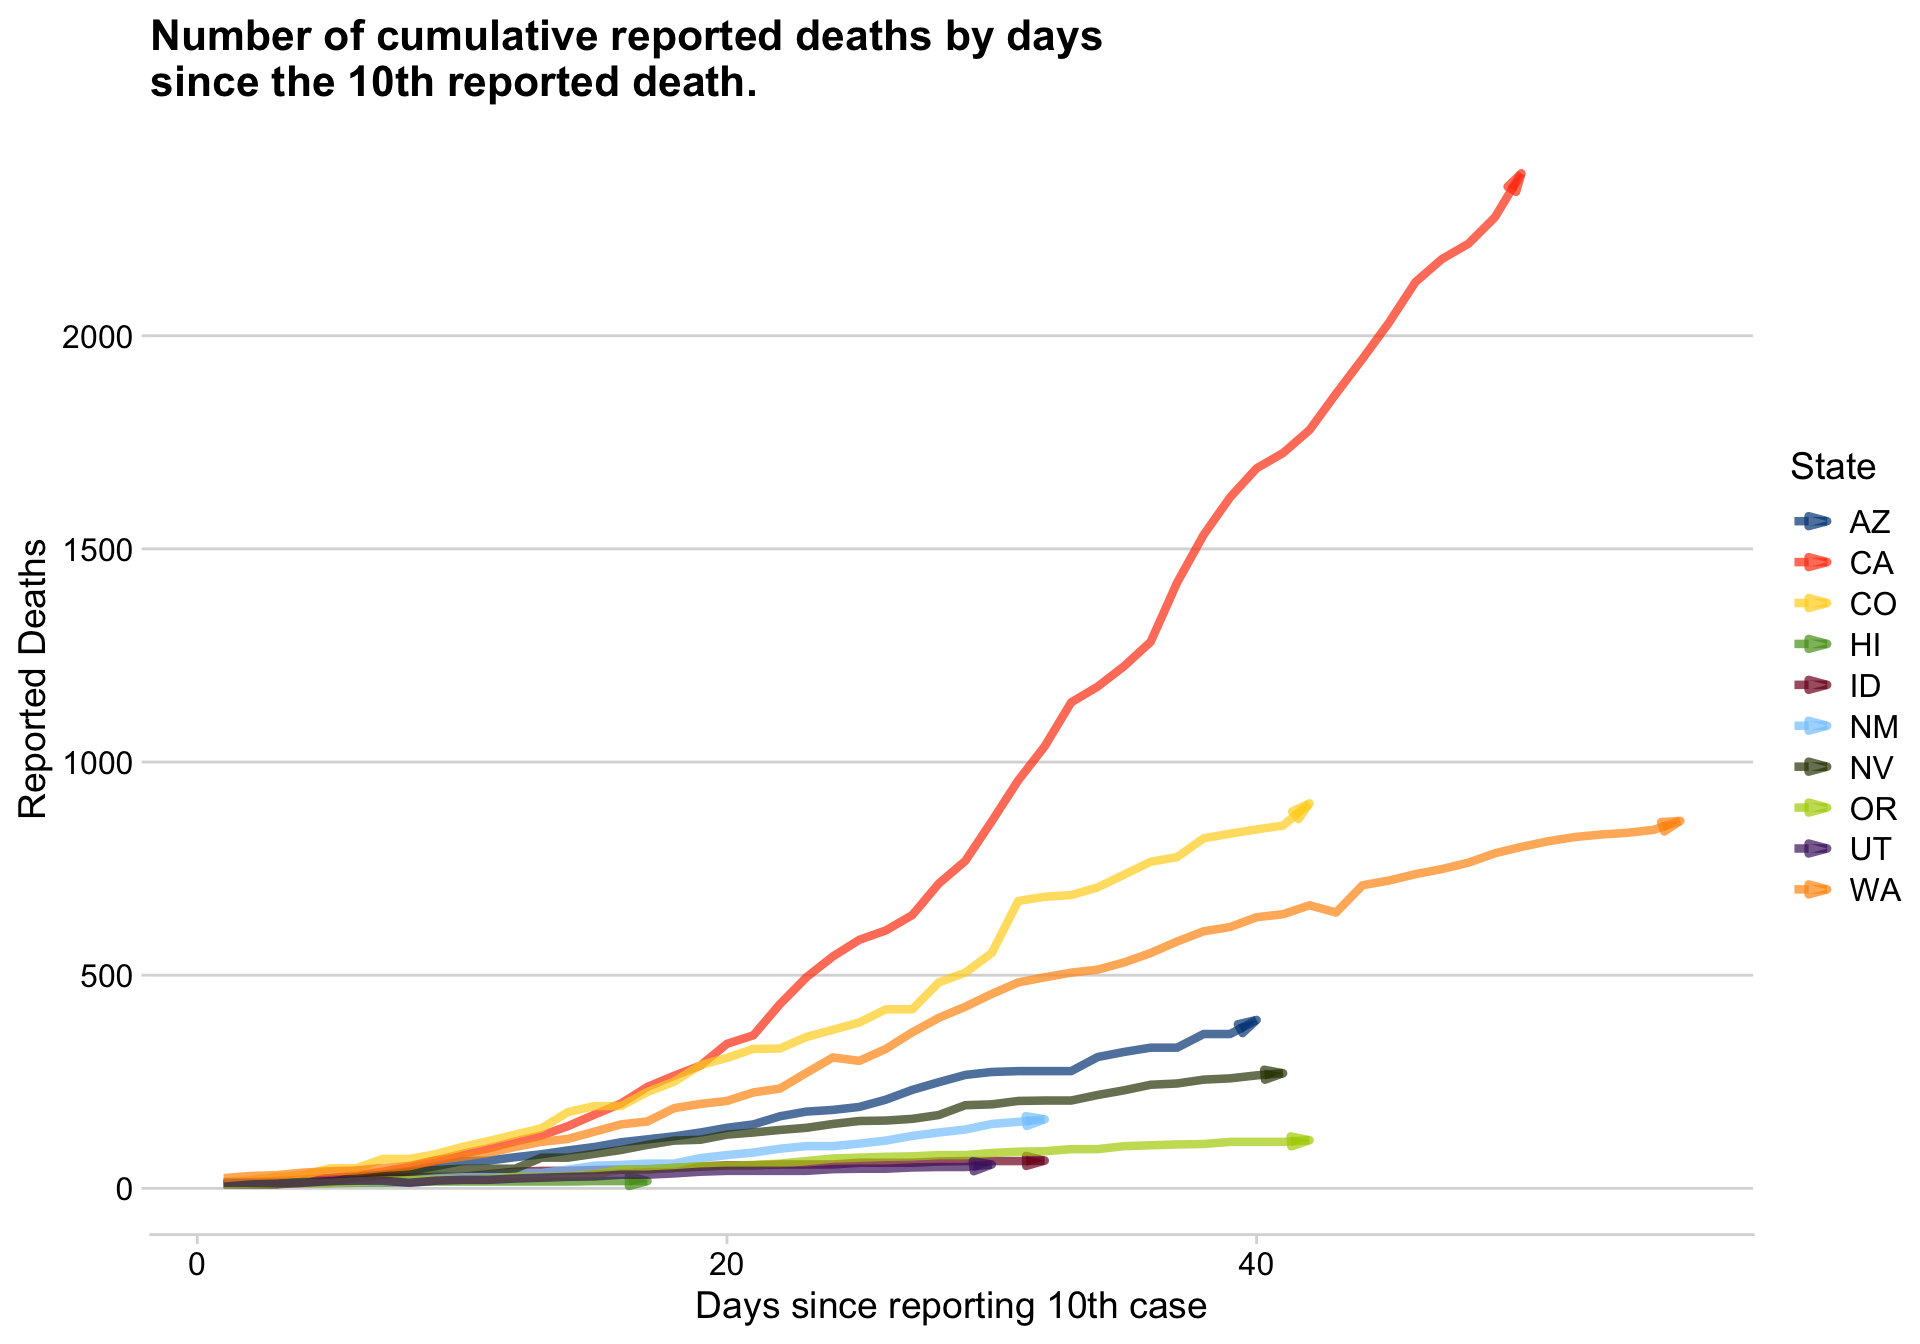 Number of cumulative reported deaths by days
since the 10th reported death.
2000
1500
1000
500
0
Reported Deaths
0 20 40
Days since reporting 10th case
State
AZ
CA
CO
HI
ID
NM
NV
OR
UT
WA